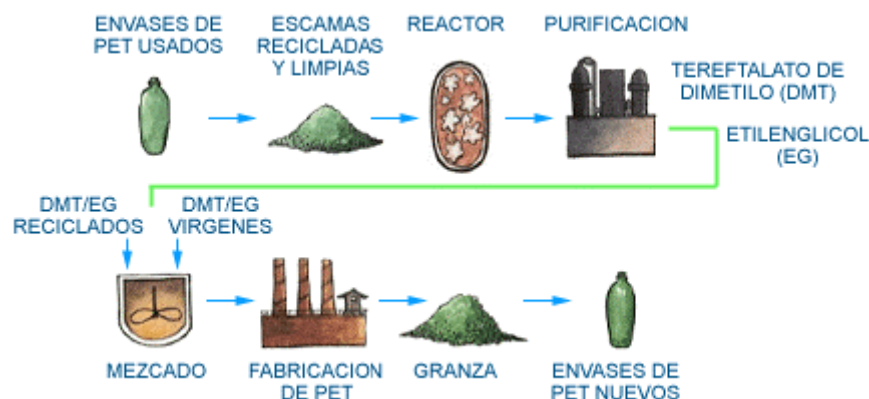 ENVASES DE
PET USADOS
ESCAMAS
RECICLADAS
Y LIMPIAS
REACTOR
PURIFICACION
TEREFTALATO DE
DIMETILO (DMT)
ETILENGLICOL
(EG)
DMT/EG
RECICLADOS
DMT/EG
VIRGENES
MEZCADO
FABRICACION
DE PET
GRANZA
ENVASES DE
PET NUEVOS